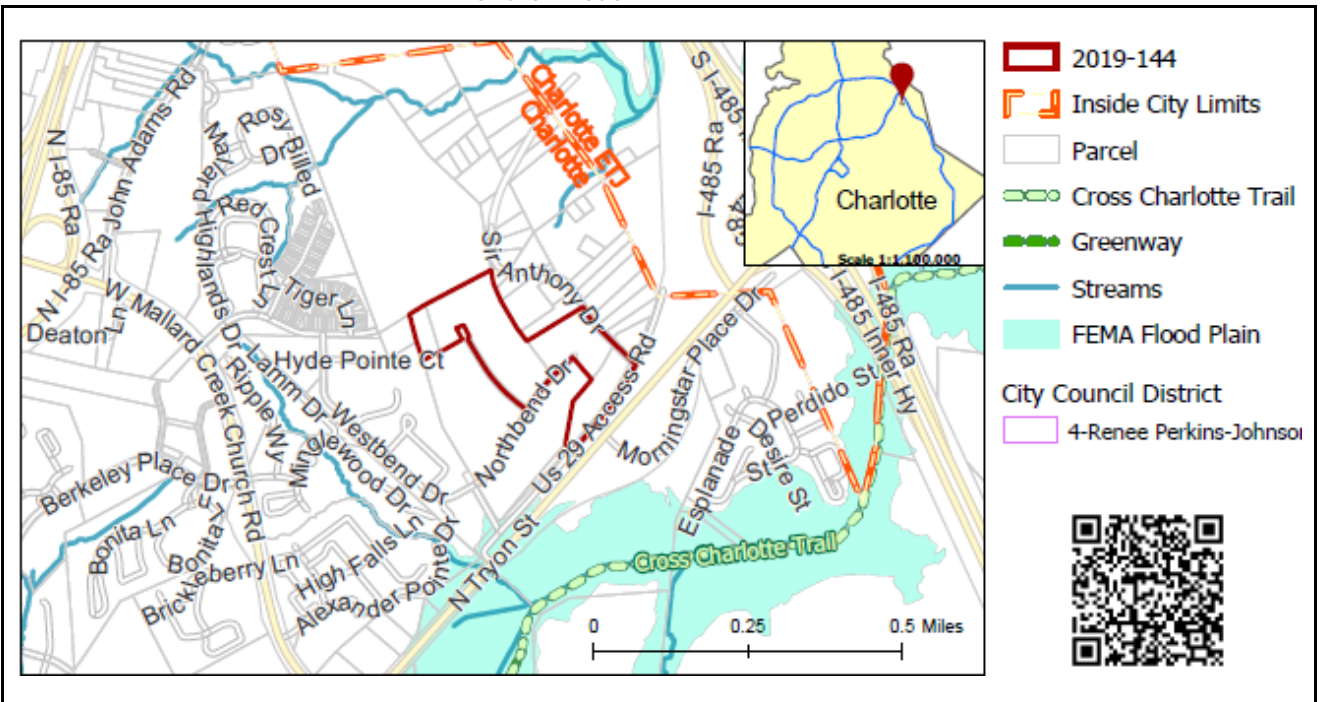 2019-144
Inside City Limits
Parcel
Cross Charlotte Trail
Greenway
Streams
FEMA Flood Plain
City Council District
4-Renee Perkins-Johnson
Charlotte
Scale 1:1,100,000
Charlotte ETJ
Charlotte
S I-485
I-485 Ra
N I-85 Ra
N I-85 Ra
John Adams Rd
Mallard Highlands Dr
Rosy Billed
Dr
Red Crest Ln
Tiger Ln
Sir Anthony Dr
W Mallard Creek Church Rd
Deaton Ln
Hyde Pointe Ct
Lamm Dr
Ripple Wy
Westbend Dr
Minglewood Dr
Northbend Dr
Us 29-Access Rd
Morningstar Place Dr
I-485 Ra
I-485 Inner Hy
Perdido St
Desire St
St
Esplanade
Berkeley Place Dr
Bonita Ln
Bonita Ln
Brickleberry Ln
High Falls Ln
Alexander Pointe Dr
N Tryon St
Cross Charlotte Trail
0 0.25 0.5 Miles